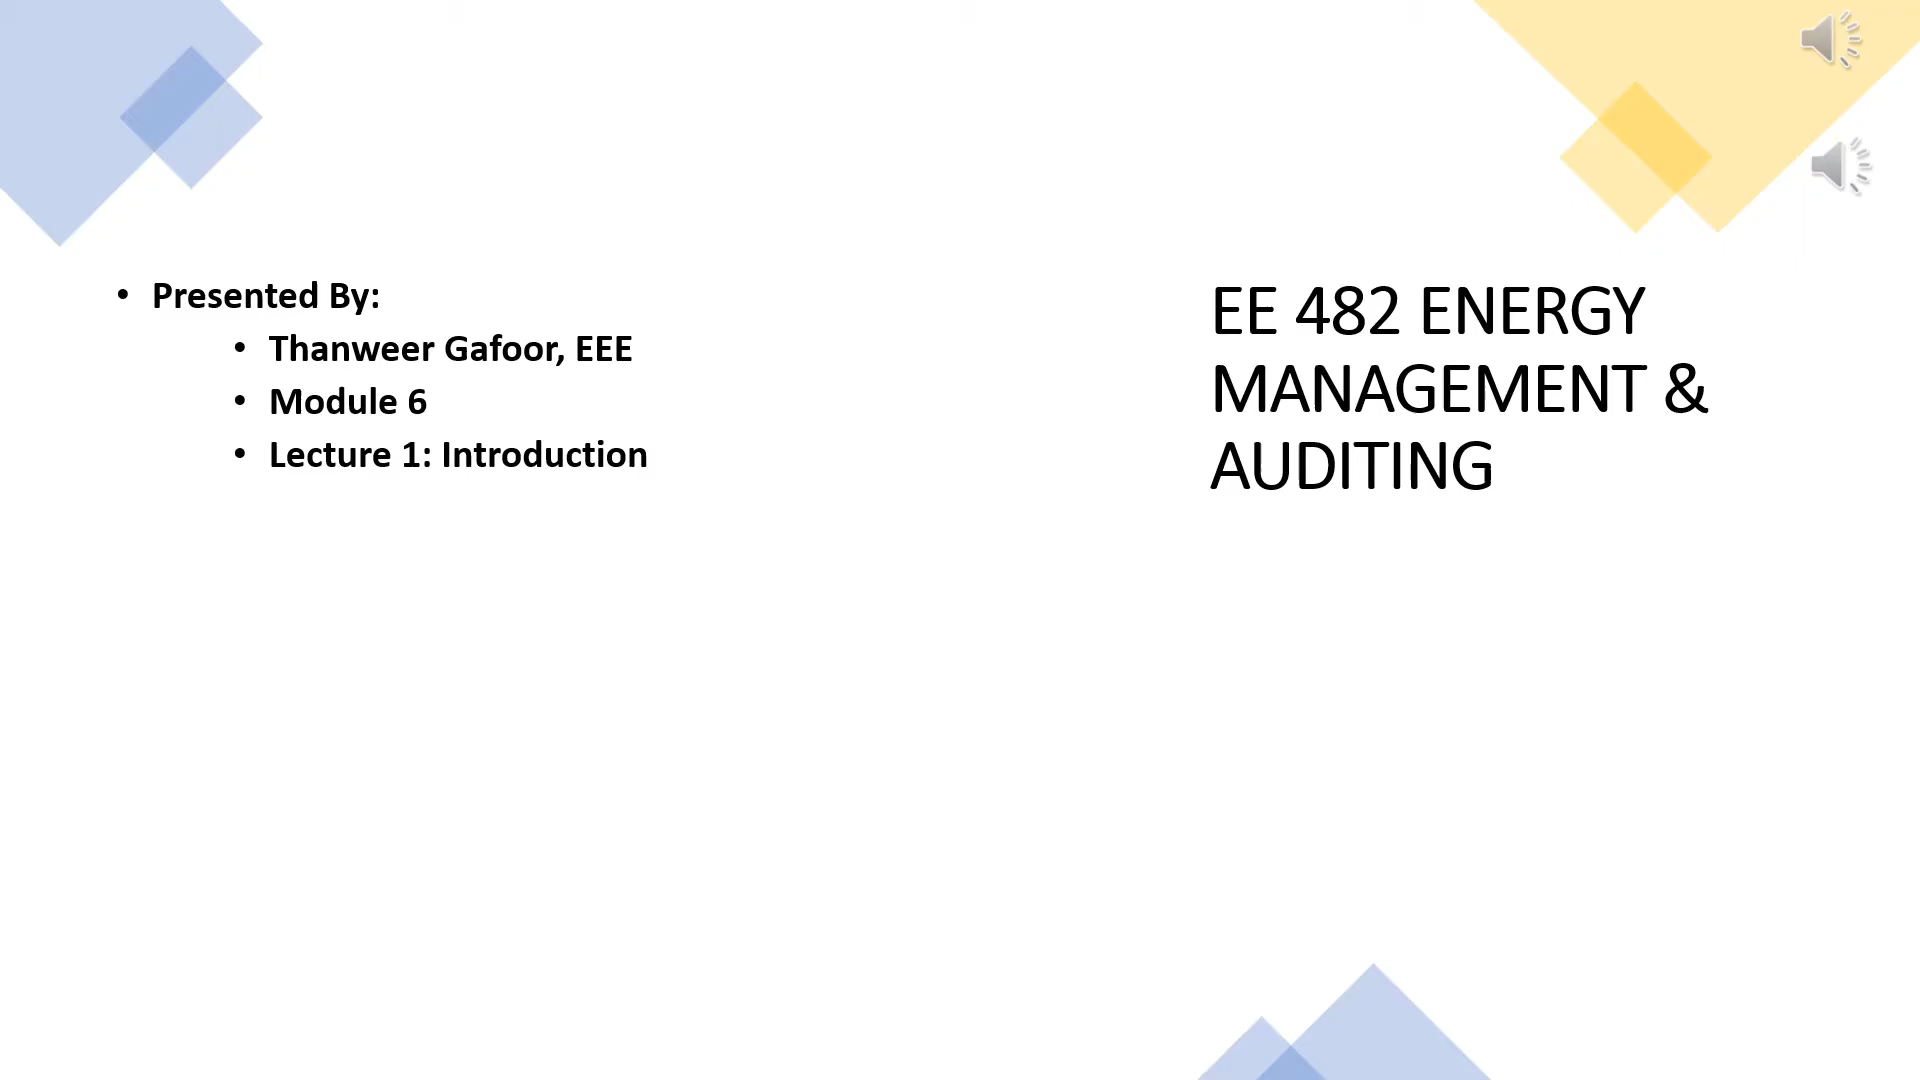 • Presented By:
• Thanweer Gafoor, EEE
• Module 6
• Lecture 1: Introduction
EE 482 ENERGY
MANAGEMENT &
AUDITING